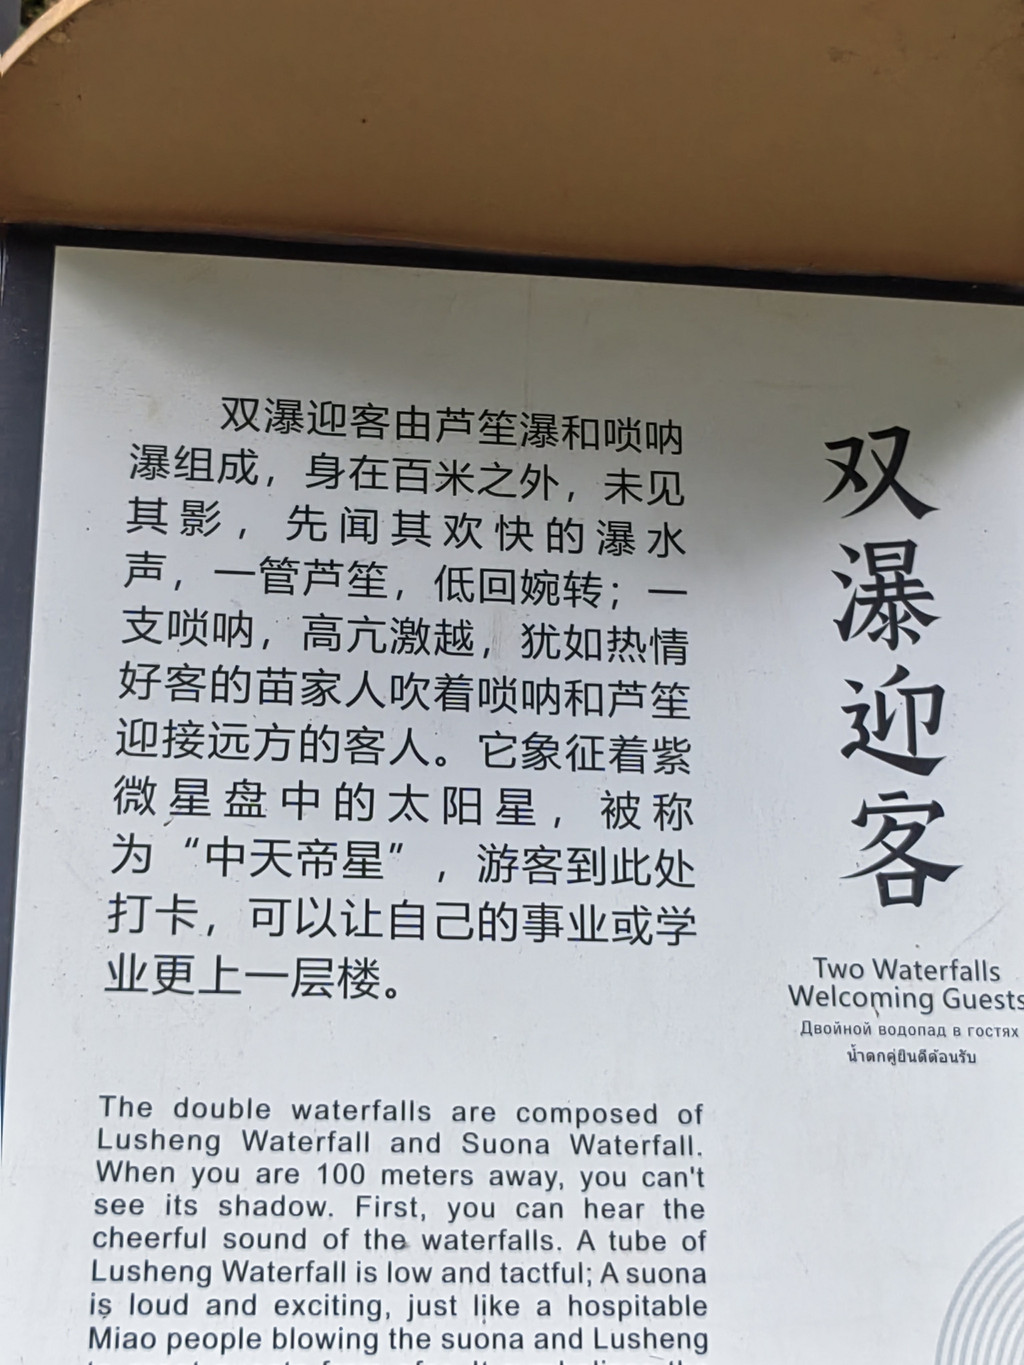 双瀑迎客由芦笙瀑和唢呐
瀑组成，身在百米之外，未见
其影，先闻其欢快的瀑水
声，一管芦笙，低回婉转；一
支唢呐，高亢激越，犹如热情
好客的苗家人吹着唢呐和芦笙
迎接远方的客人。它象征着紫
微星盘中的太阳星，被称
为“中天帝星”，游客到此处
打卡，可以让自己的事业或学
业更上一层楼。
双瀑迎客
Two Waterfalls
Welcoming Guests
Двойной водопад в гостях
น้ำตกคู่ยินดีต้อนรับ
The double waterfalls are composed of
Lusheng Waterfall and Suona Waterfall.
When you are 100 meters away, you can't
see its shadow. First, you can hear the
cheerful sound of the waterfalls. A tube of
Lusheng Waterfall is low and tactful; A suona
is loud and exciting, just like a hospitable
Miao people blowing the suona and Lusheng